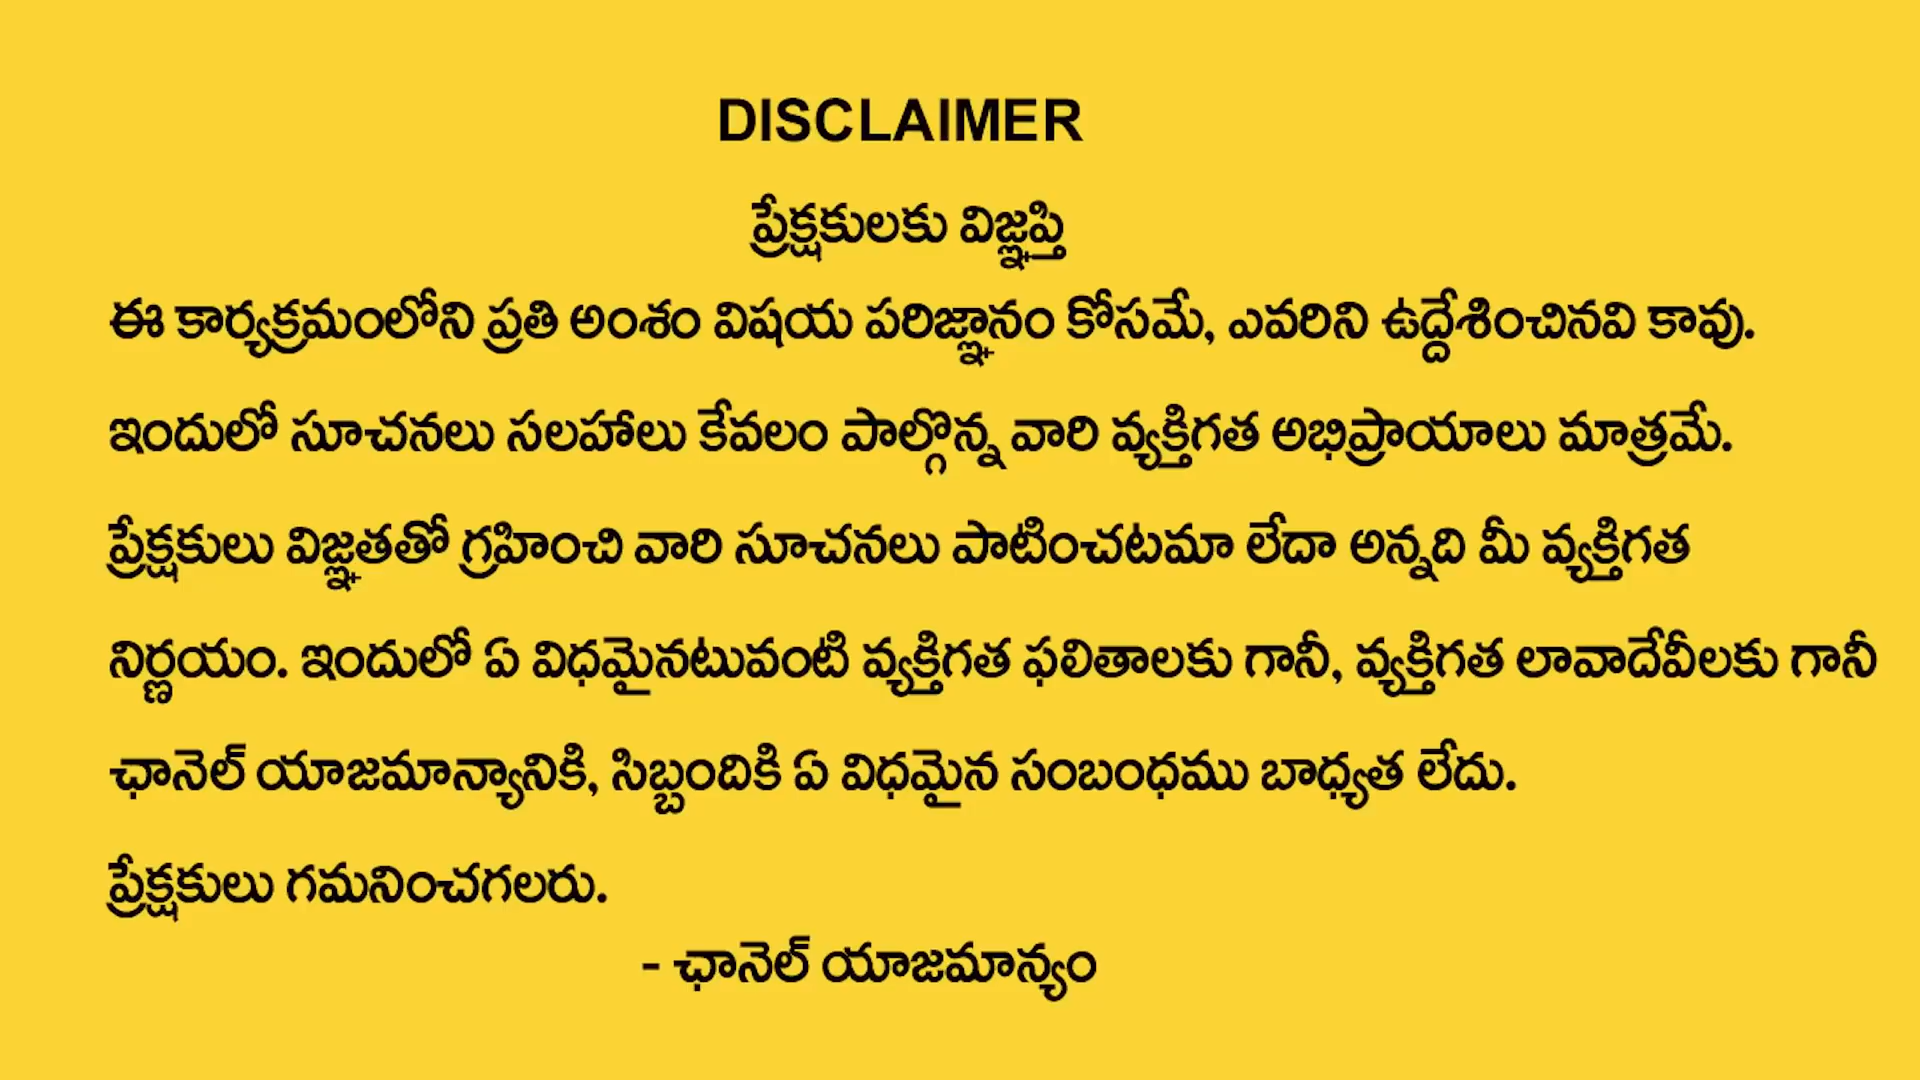 DISCLAIMER
ప్రేక్షకులకు విజ్ఞప్తి
ఈ కార్యక్రమంలోని ప్రతి అంశం విషయ పరిజ్ఞానం కోసమే, ఎవరిని ఉద్దేశించినవి కావు.
ఇందులో సూచనలు సలహాలు కేవలం పాల్గొన్న వారి వ్యక్తిగత అభిప్రాయాలు మాత్రమే.
ప్రేక్షకులు విజ్ఞతతో గ్రహించి వారి సూచనలు పాటించటమా లేదా అన్నది మీ వ్యక్తిగత
నిర్ణయం. ఇందులో ఏ విధమైనటువంటి వ్యక్తిగత ఫలితాలకు గానీ, వ్యక్తిగత లావాదేవీలకు గానీ
ఛానెల్ యాజమాన్యానికి, సిబ్బందికి ఏ విధమైన సంబంధము బాధ్యత లేదు.
ప్రేక్షకులు గమనించగలరు.
- ఛానెల్ యాజమాన్యం